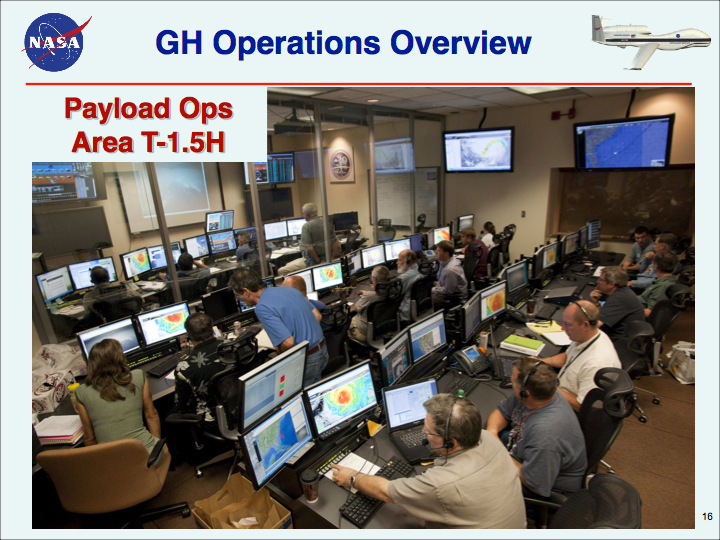 NASA
GH Operations Overview
Payload Ops
Area T-1.5H
16